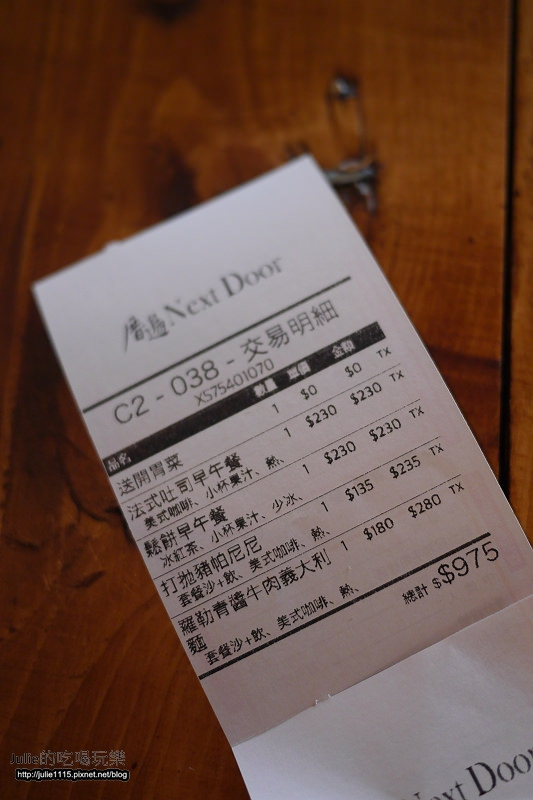 厝邊 Next Door
C2 - 038 - 交易明細
XS75401070
品名 數量 單價 金額
送開胃菜 1 $0 $0 TX
法式吐司早午餐 1 $230 $230 TX
美式咖啡、小杯果汁、熱、
鬆餅早午餐 1 $230 $230 TX
冰紅茶、小杯果汁、少冰、
打拋豬帕尼尼 1 $135 $235 TX
套餐沙+飲、美式咖啡、熱、
羅勒青醬牛肉義大利 1 $180 $280 TX
麵
套餐沙+飲、美式咖啡、熱、
總計 $ $975
Next Door
Julie的吃喝玩樂
http://julie1115.pixnet.net/blog